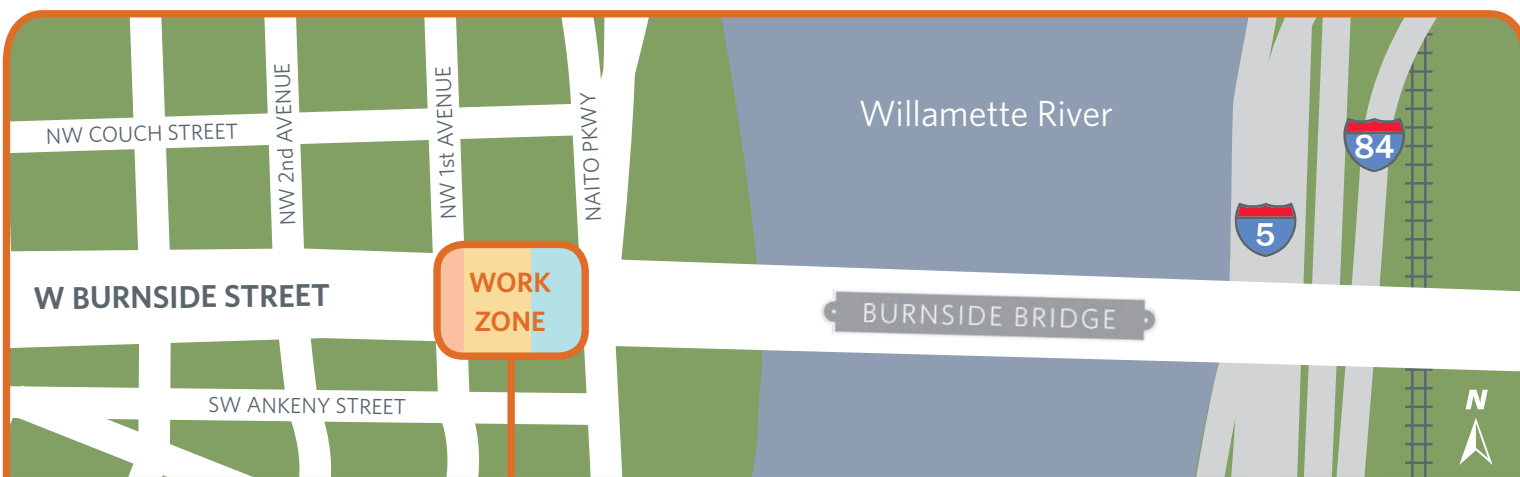 Willamette River
NW COUCH STREET
NW 2nd AVENUE
NW 1st AVENUE
NAITO PKWY
84
5
WORK
ZONE
W BURNSIDE STREET
BURNSIDE BRIDGE
SW ANKENY STREET
N